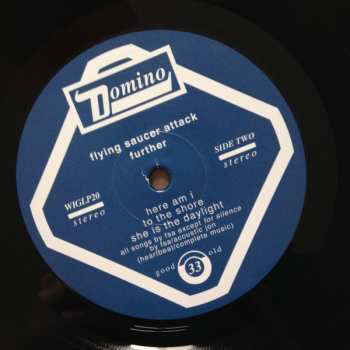 Domino
flying saucer attack
further
WIGLP20
stereo
SIDE TWO
stereo
here am i
to the shore
she is the daylight
all songs by fsa except for silence
by fsa/acoustic jon
(heartbeat/complete music)
good 33 old